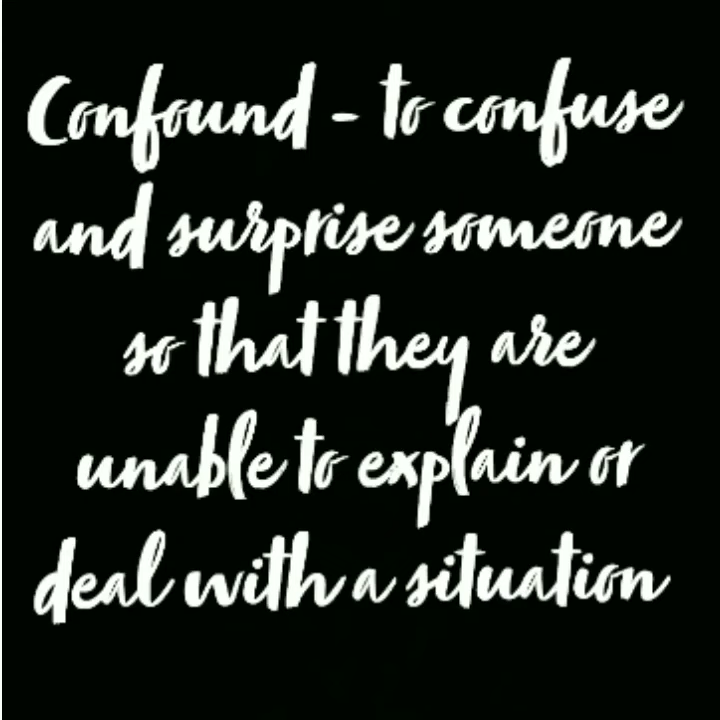 Confound - to confuse
and surprise someone
so that they are
unable to explain or
deal with a situation